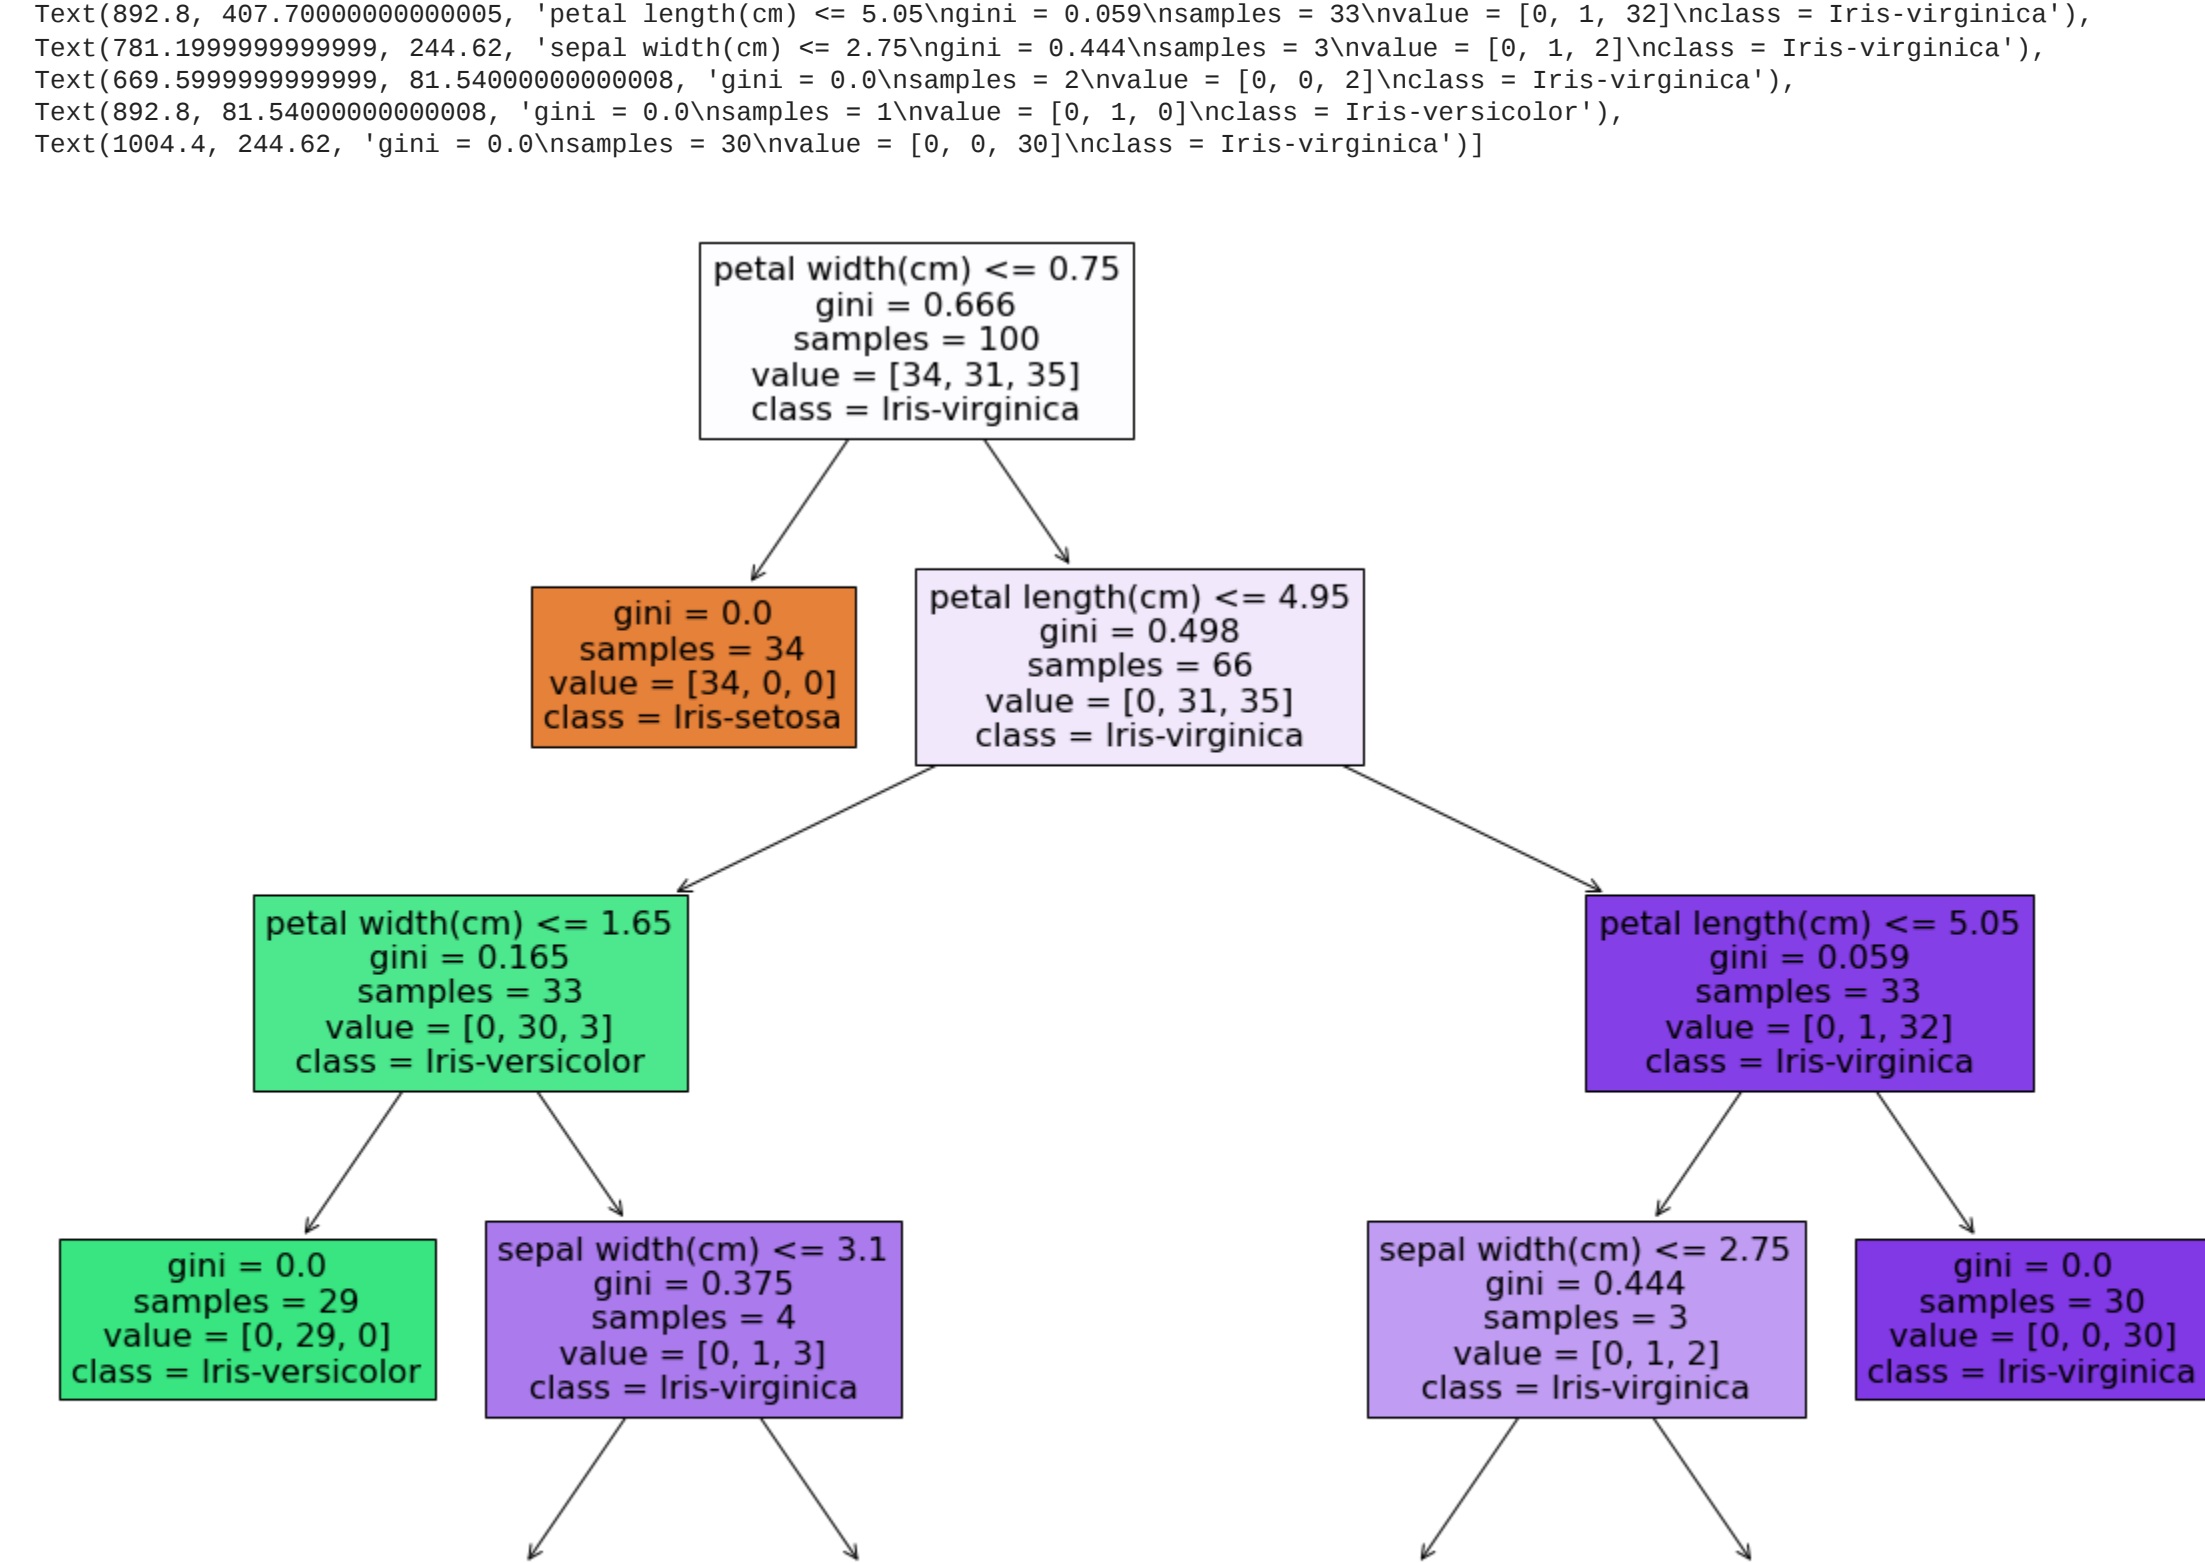 Text(892.8, 407.70000000000005, 'petal length(cm) <= 5.05\ngini = 0.059\nsamples = 33\nvalue = [0, 1, 32]\nclass = Iris-virginica'),
Text(781.1999999999999, 244.62, 'sepal width(cm) <= 2.75\ngini = 0.444\nsamples = 3\nvalue = [0, 1, 2]\nclass = Iris-virginica'),
Text(669.5999999999999, 81.54000000000008, 'gini = 0.0\nsamples = 2\nvalue = [0, 0, 2]\nclass = Iris-virginica'),
Text(892.8, 81.54000000000008, 'gini = 0.0\nsamples = 1\nvalue = [0, 1, 0]\nclass = Iris-versicolor'),
Text(1004.4, 244.62, 'gini = 0.0\nsamples = 30\nvalue = [0, 0, 30]\nclass = Iris-virginica')]
petal width(cm) <= 0.75
gini = 0.666
samples = 100
value = [34, 31, 35]
class = Iris-virginica
gini = 0.0
samples = 34
value = [34, 0, 0]
class = Iris-setosa
petal length(cm) <= 4.95
gini = 0.498
samples = 66
value = [0, 31, 35]
class = Iris-virginica
petal width(cm) <= 1.65
gini = 0.165
samples = 33
value = [0, 30, 3]
class = Iris-versicolor
petal length(cm) <= 5.05
gini = 0.059
samples = 33
value = [0, 1, 32]
class = Iris-virginica
gini = 0.0
samples = 29
value = [0, 29, 0]
class = Iris-versicolor
sepal width(cm) <= 3.1
gini = 0.375
samples = 4
value = [0, 1, 3]
class = Iris-virginica
sepal width(cm) <= 2.75
gini = 0.444
samples = 3
value = [0, 1, 2]
class = Iris-virginica
gini = 0.0
samples = 30
value = [0, 0, 30]
class = Iris-virginica